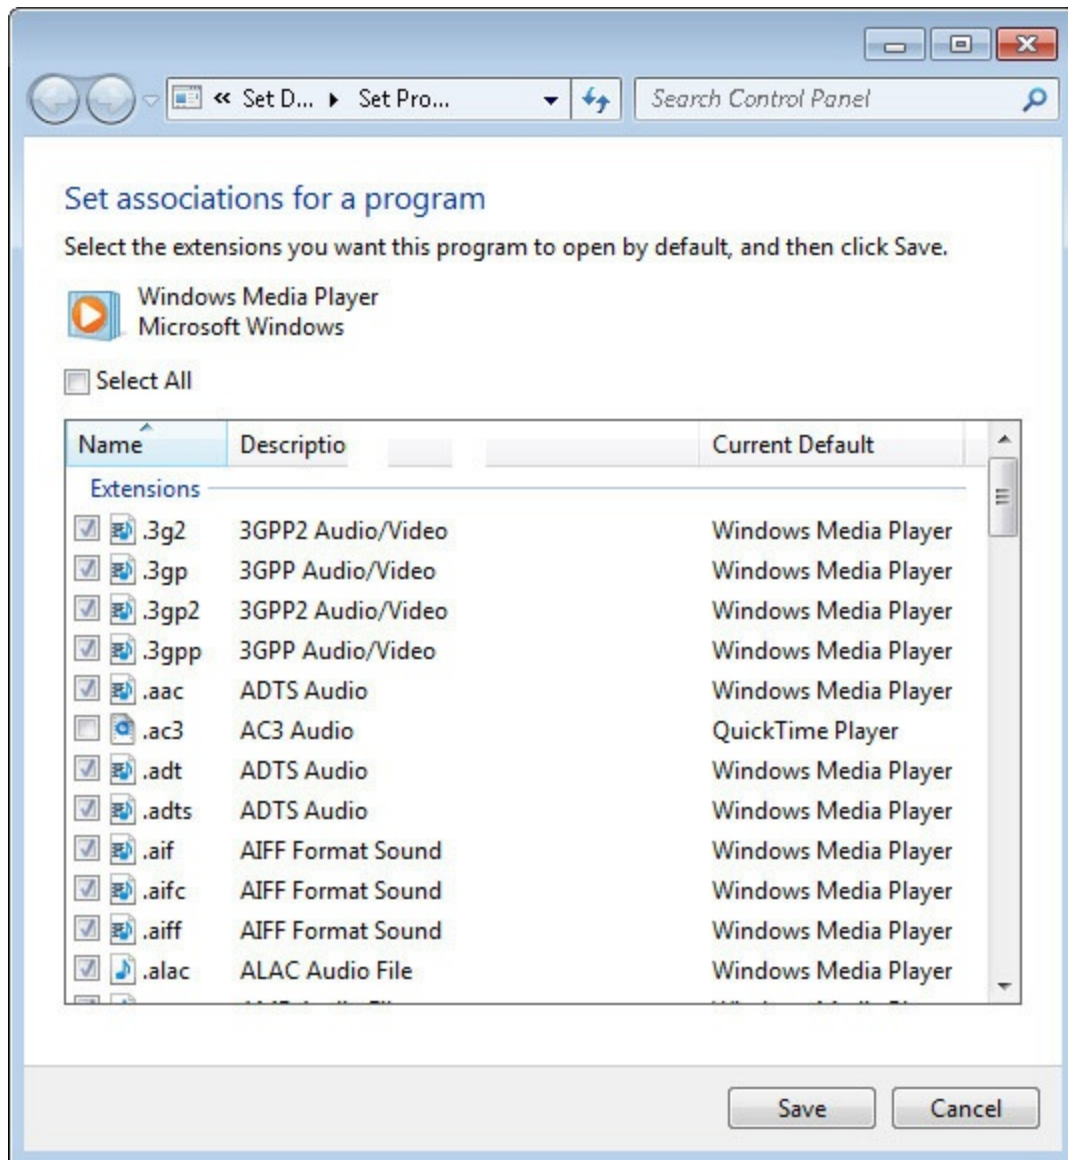 « Set D... ▸ Set Pro...
Search Control Panel
Set associations for a program
Select the extensions you want this program to open by default, and then click Save.
Windows Media Player
Microsoft Windows
Select All
Name Descriptio Current Default
Extensions
.3g2 3GPP2 Audio/Video Windows Media Player
.3gp 3GPP Audio/Video Windows Media Player
.3gp2 3GPP2 Audio/Video Windows Media Player
.3gpp 3GPP Audio/Video Windows Media Player
.aac ADTS Audio Windows Media Player
.ac3 AC3 Audio QuickTime Player
.adt ADTS Audio Windows Media Player
.adts ADTS Audio Windows Media Player
.aif AIFF Format Sound Windows Media Player
.aifc AIFF Format Sound Windows Media Player
.aiff AIFF Format Sound Windows Media Player
.alac ALAC Audio File Windows Media Player
Save Cancel